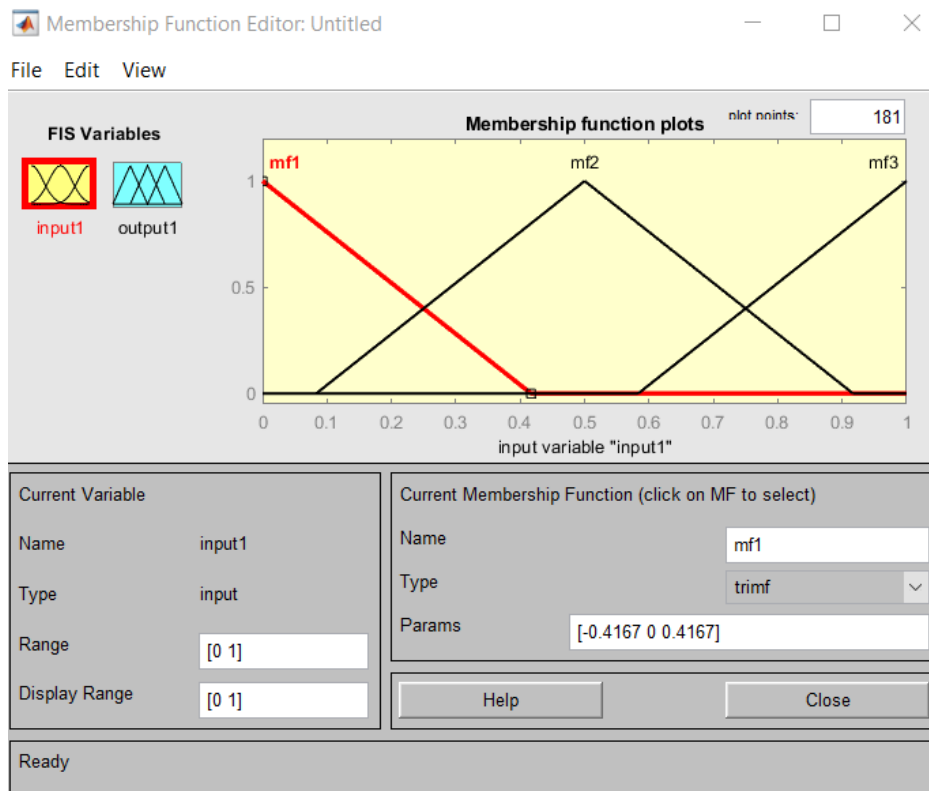 Membership Function Editor: Untitled
File Edit View
FIS Variables
input1 output1
Membership function plots
plot points: 181
mf1 mf2 mf3
1
0.5
0
0 0.1 0.2 0.3 0.4 0.5 0.6 0.7 0.8 0.9 1
input variable "input1"
Current Variable
Name input1
Type input
Range [0 1]
Display Range [0 1]
Current Membership Function (click on MF to select)
Name mf1
Type trimf
Params [-0.4167 0 0.4167]
Help Close
Ready